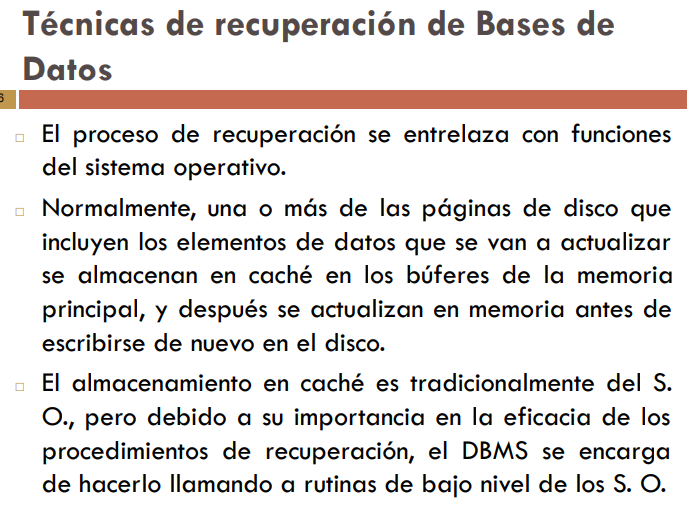 Técnicas de recuperación de Bases de
Datos
6
El proceso de recuperación se entrelaza con funciones
del sistema operativo.
Normalmente, una o más de las páginas de disco que
incluyen los elementos de datos que se van a actualizar
se almacenan en caché en los búferes de la memoria
principal, y después se actualizan en memoria antes de
escribirse de nuevo en el disco.
El almacenamiento en caché es tradicionalmente del S.
O., pero debido a su importancia en la eficacia de los
procedimientos de recuperación, el DBMS se encarga
de hacerlo llamando a rutinas de bajo nivel de los S. O.